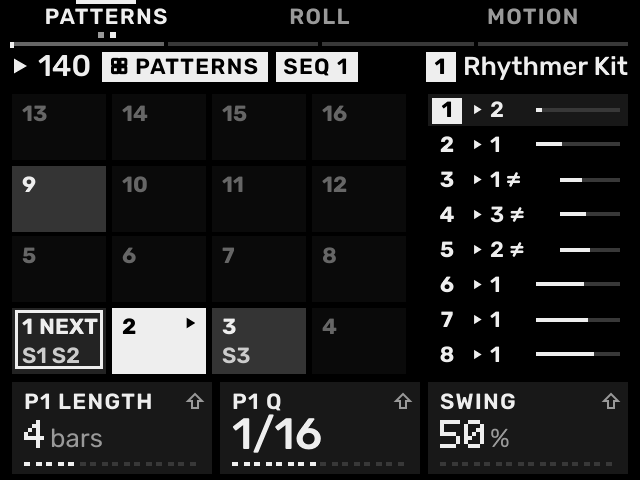 PATTERNS ROLL MOTION
140 PATTERNS SEQ 1 1 Rhythmer Kit
13 14 15 16
9 10 11 12
5 6 7 8
1 NEXT 2 3 4
S1 S2 S3
1 2
2 1
3 1 ≠
4 3 ≠
5 2 ≠
6 1
7 1
8 1
P1 LENGTH P1 Q SWING
4 bars 1/16 50 %